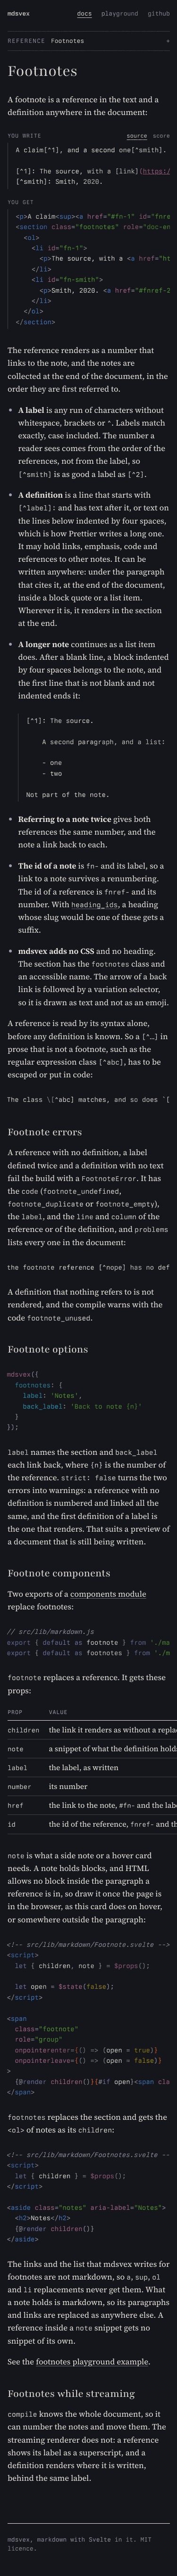 mdsvex docs playground github
REFERENCE Footnotes
Footnotes
A footnote is a reference in the text and a
definition anywhere in the document:
YOU WRITE source score
A claim[^1], and a second one[^smith].
[^1]: The source, with a [link](https:/
[^smith]: Smith, 2020.
YOU GET
<p>A claim<sup><a href="#fn-1" id="fnre
<section class="footnotes" role="doc-en
<ol>
<li id="fn-1">
<p>The source, with a <a href="ht
</li>
<li id="fn-smith">
<p>Smith, 2020. <a href="#fnref-2
</li>
</ol>
</section>
The reference renders as a number that
links to the note, and the notes are
collected at the end of the document, in the
order they are first referred to.
A label is any run of characters without
whitespace, brackets or ^. Labels match
exactly, case included. The number a
reader sees comes from the order of the
references, not from the label, so
[^smith] is as good a label as [^2].
A definition is a line that starts with
[^label]: and has text after it, or text on
the lines below indented by four spaces,
which is how Prettier writes a long one.
It may hold links, emphasis, code and
references to other notes. It can be
written anywhere: under the paragraph
that cites it, at the end of the document,
inside a block quote or a list item.
Wherever it is, it renders in the section
at the end.
A longer note continues as a list item
does. After a blank line, a block indented
by four spaces belongs to the note, and
the first line that is not blank and not
indented ends it:
[^1]: The source.
A second paragraph, and a list:
- one
- two
Not part of the note.
Referring to a note twice gives both
references the same number, and the
note a link back to each.
The id of a note is fn- and its label, so a
link to a note survives a renumbering.
The id of a reference is fnref- and its
number. With heading_ids, a heading
whose slug would be one of these gets a
suffix.
mdsvex adds no CSS and no heading.
The section has the footnotes class and
an accessible name. The arrow of a back
link is followed by a variation selector,
so it is drawn as text and not as an emoji.
A reference is read by its syntax alone,
before any definition is known. So a [^…] in
prose that is not a footnote, such as the
regular expression class [^abc], has to be
escaped or put in code:
The class \[^abc] matches, and so does `[
Footnote errors
A reference with no definition, a label
defined twice and a definition with no text
fail the build with a FootnoteError. It has
the code (footnote_undefined,
footnote_duplicate or footnote_empty),
the label, and the line and column of the
reference or of the definition, and problems
lists every one in the document:
the footnote reference [^nope] has no def
A definition that nothing refers to is not
rendered, and the compile warns with that
code footnote_unused.
Footnote options
mdsvex({
footnotes: {
label: 'Notes',
back_label: 'Back to note {n}'
}
});
label names the section and back_label
each link back, where {n} is the number of
the reference. strict: false turns the two
errors into warnings: a reference with no
definition is numbered and linked all the
same, and the first definition of a label is
the one that renders. That suits a preview of
a document that is still being written.
Footnote components
Two exports of a components module
replace footnotes:
// src/lib/markdown.js
export { default as footnote } from './ma
export { default as footnotes } from './m
footnote replaces a reference. It gets these
props:
PROP VALUE
children the link it renders as without a repla
note a snippet of what the definition holds
label the label, as written
number its number
href the link to the note, #fn- and the labe
id the id of the reference, fnref- and th
note is what a side note or a hover card
needs. A note holds blocks, and HTML
allows no block inside the paragraph a
reference is in, so draw it once the page is
in the browser, as this card does on hover,
or somewhere outside the paragraph:
<!-- src/lib/markdown/Footnote.svelte -->
<script>
let { children, note } = $props();
let open = $state(false);
</script>
<span
class="footnote"
role="group"
onpointerenter={() => (open = true)}
onpointerleave={() => (open = false)}
>
{@render children()}{#if open}<span cla
</span>
footnotes replaces the section and gets the
<ol> of notes as its children:
<!-- src/lib/markdown/Footnotes.svelte --
<script>
let { children } = $props();
</script>
<aside class="notes" aria-label="Notes">
<h2>Notes</h2>
{@render children()}
</aside>
The links and the list that mdsvex writes for
footnotes are not markdown, so a, sup, ol
and li replacements never get them. What
a note holds is markdown, so its paragraphs
and links are replaced as anywhere else. A
reference inside a note snippet gets no
snippet of its own.
See the footnotes playground example.
Footnotes while streaming
compile knows the whole document, so it
can number the notes and move them. The
streaming renderer does not: a reference
shows its label as a superscript, and a
definition renders where it is written,
behind the same label.
mdsvex, markdown with Svelte in it. MIT
licence.